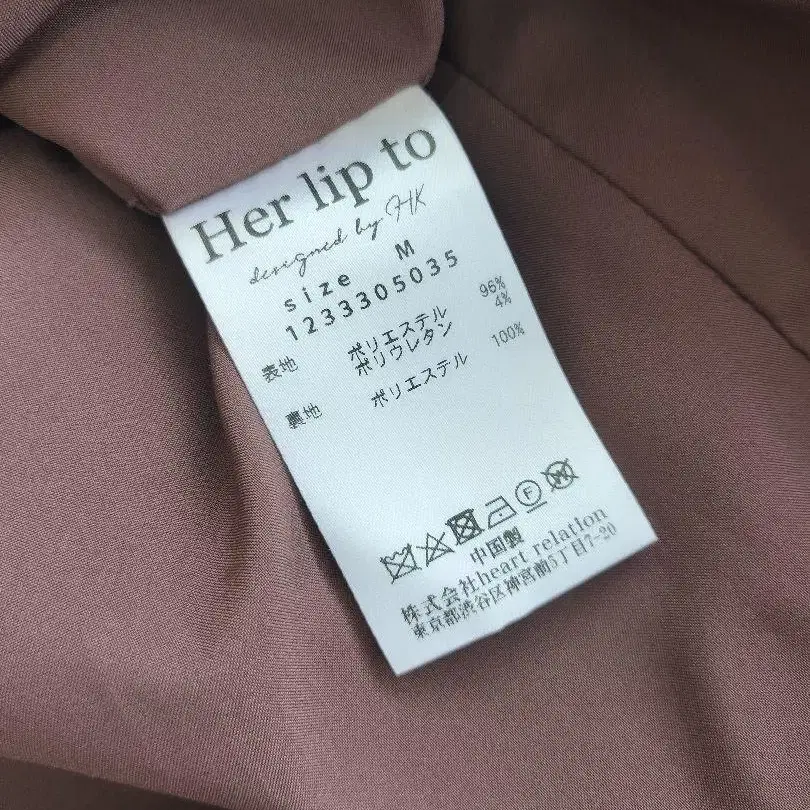 Her lip to
designed by HK
size M
1233305035
表地 ポリエステル 96%
ポリウレタン 4%
裏地 ポリエステル 100%
中国製
株式会社heart relation
東京都渋谷区神宮前5丁目7-20